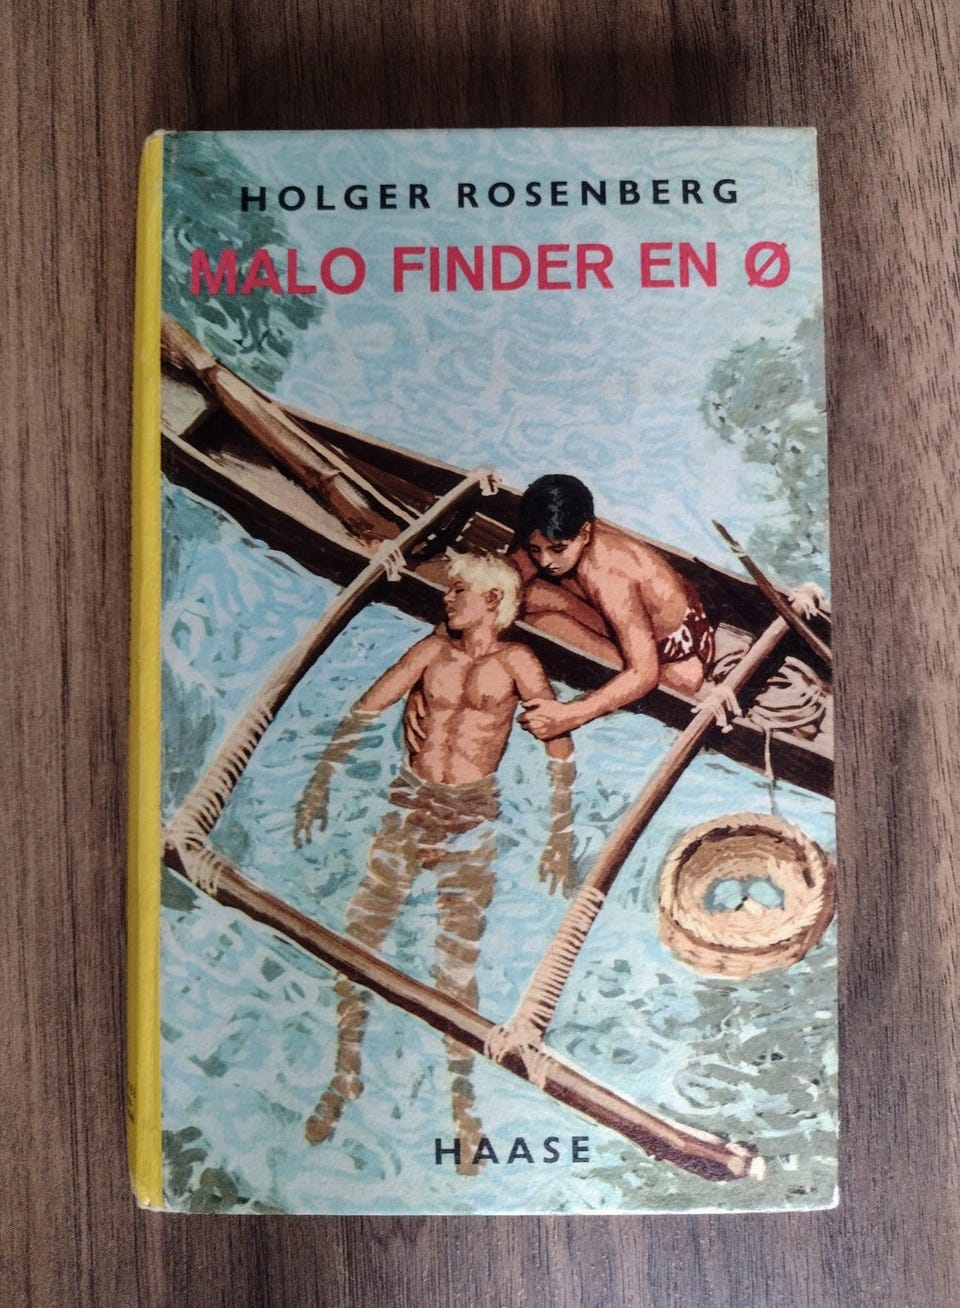 HOLGER ROSENBERG
MALO FINDER EN Ø
HAASE